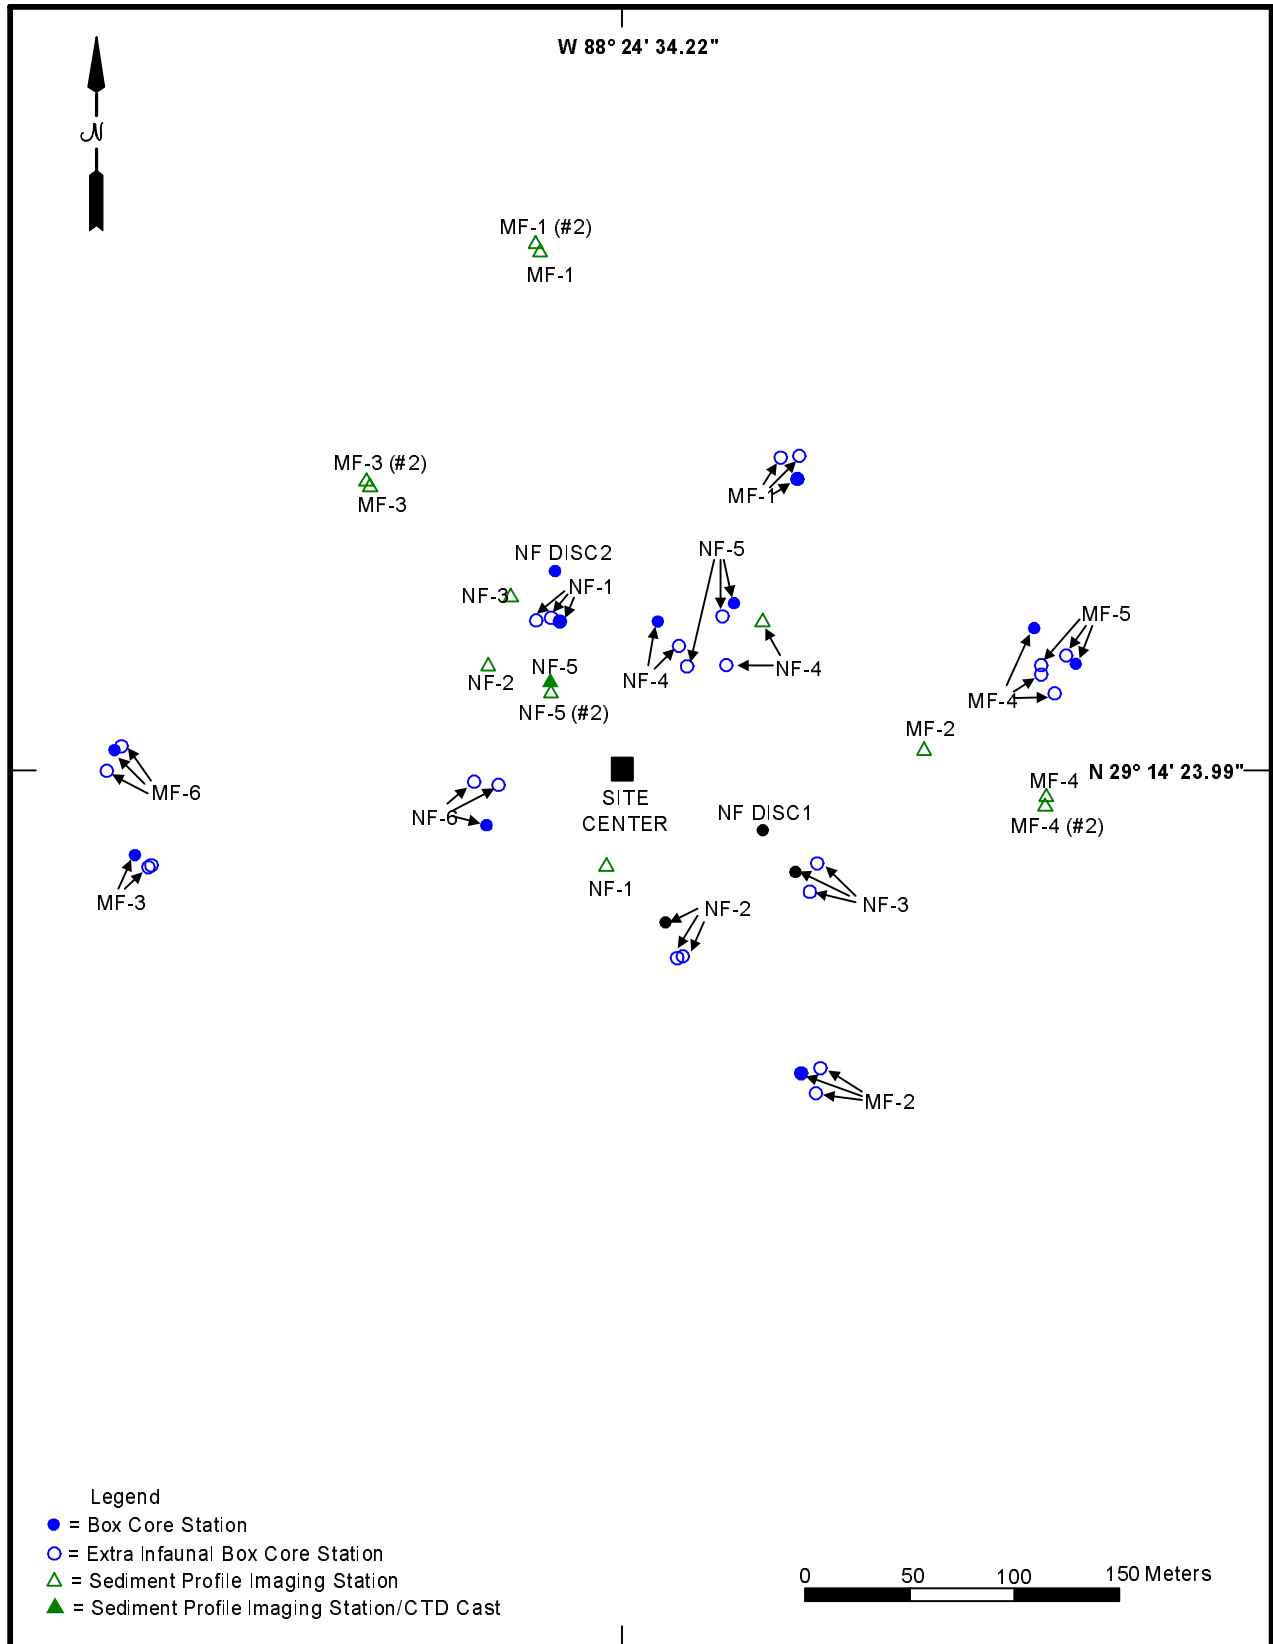 W 88° 24' 34.22"
N
MF-1 (#2)
MF-1
MF-3 (#2)
MF-3
MF-1
NF DISC2
NF-5
NF-1
NF-3
MF-5
NF-5
NF-2
NF-4
NF-4
MF-4
NF-5 (#2)
MF-2
N 29° 14' 23.99"
MF-4
MF-6
SITE
CENTER
NF DISC1
NF-6
MF-4 (#2)
NF-1
MF-3
NF-2
NF-3
MF-2
Legend
= Box Core Station
= Extra Infaunal Box Core Station
= Sediment Profile Imaging Station
= Sediment Profile Imaging Station/CTD Cast
0 50 100 150 Meters